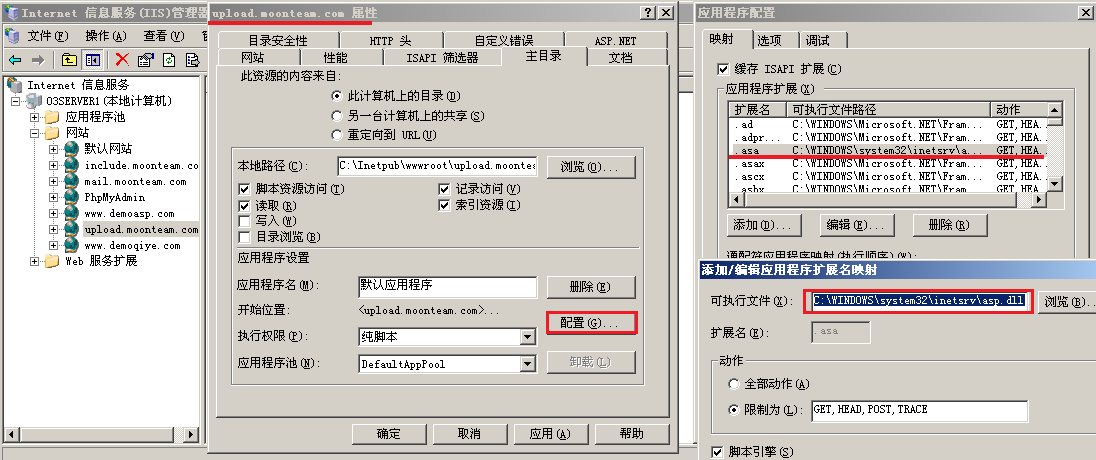 Internet 信息服务(IIS)管理器
文件(F) 操作(A) 查看(V)
Internet 信息服务
O3SERVER1(本地计算机)
应用程序池
网站
默认网站
include.moonteam.com
mail.moonteam.com
PhpMyAdmin
www.demoasp.com
upload.moonteam.com
www.demoqiye.com
Web 服务扩展
upload.moonteam.com 属性
目录安全性 HTTP 头 自定义错误 ASP.NET
网站 性能 ISAPI 筛选器 主目录 文档
此资源的内容来自:
此计算机上的目录(D)
另一台计算机上的共享(S)
重定向到 URL(U)
本地路径(C): C:\Inetpub\wwwroot\upload.moontea 浏览(O)...
脚本资源访问(T) 记录访问(V)
读取(R) 索引资源(I)
写入(W)
目录浏览(B)
应用程序设置
应用程序名(M): 默认应用程序 删除(E)
开始位置: <upload.moonteam.com>...
配置(G)...
执行权限(P): 纯脚本
应用程序池(N): DefaultAppPool 卸载(L)
确定 取消 应用(A) 帮助
应用程序配置
映射 选项 调试
缓存 ISAPI 扩展(C)
应用程序扩展(X)
扩展名 可执行文件路径 动作
.ad C:\WINDOWS\Microsoft.NET\Fram... GET,HEA..
.adpr... C:\WINDOWS\Microsoft.NET\Fram... GET,HEA..
.asa C:\WINDOWS\system32\inetsrv\a... GET,HEA..
.asax C:\WINDOWS\Microsoft.NET\Fram... GET,HEA..
.ascx C:\WINDOWS\Microsoft.NET\Fram... GET,HEA..
.ashx C:\WINDOWS\Microsoft.NET\Fram... GET,HEA..
添加(D)... 编辑(E)... 删除(R)
通配符应用程序映射(执行顺序)(W):
添加/编辑应用程序扩展名映射
可执行文件(X): C:\WINDOWS\system32\inetsrv\asp.dll 浏览(B)..
扩展名(E): .asa
动作
全部动作(A)
限制为(L): GET,HEAD,POST,TRACE
脚本引擎(S)